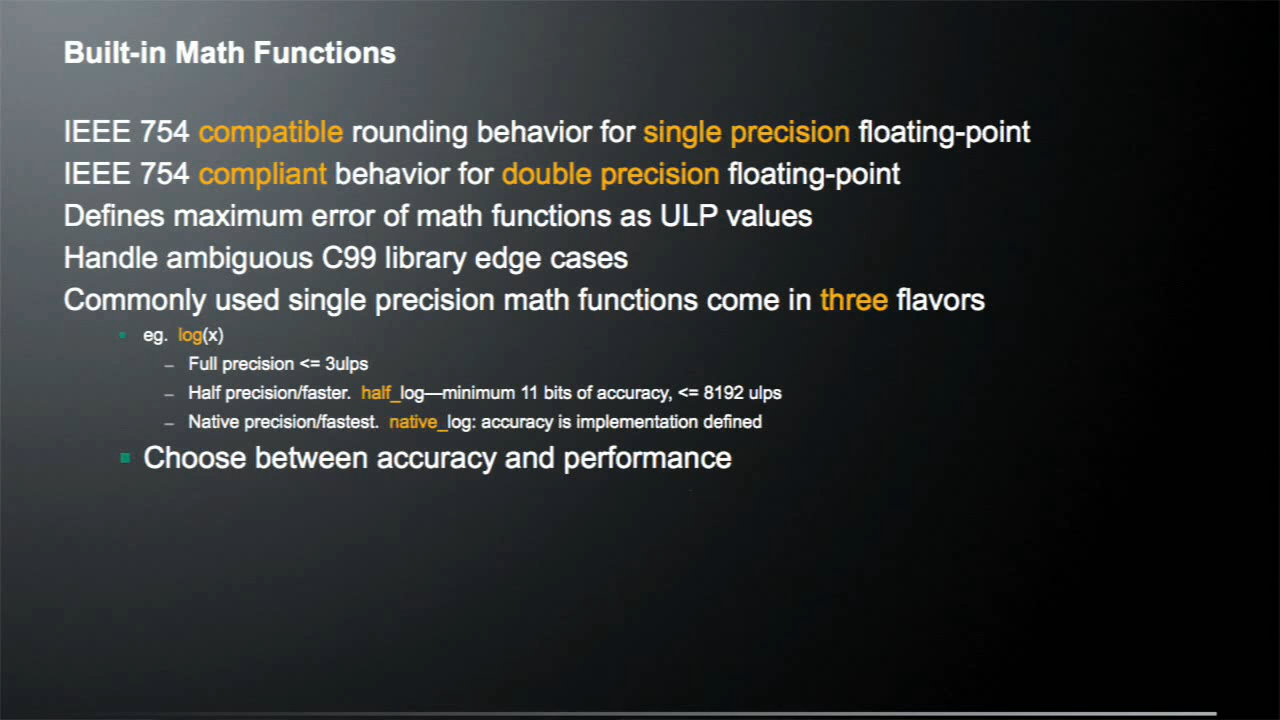 Built-in Math Functions
IEEE 754 compatible rounding behavior for single precision floating-point
IEEE 754 compliant behavior for double precision floating-point
Defines maximum error of math functions as ULP values
Handle ambiguous C99 library edge cases
Commonly used single precision math functions come in three flavors
eg. log(x)
– Full precision <= 3ulps
– Half precision/faster. half_log—minimum 11 bits of accuracy, <= 8192 ulps
– Native precision/fastest. native_log: accuracy is implementation defined
Choose between accuracy and performance